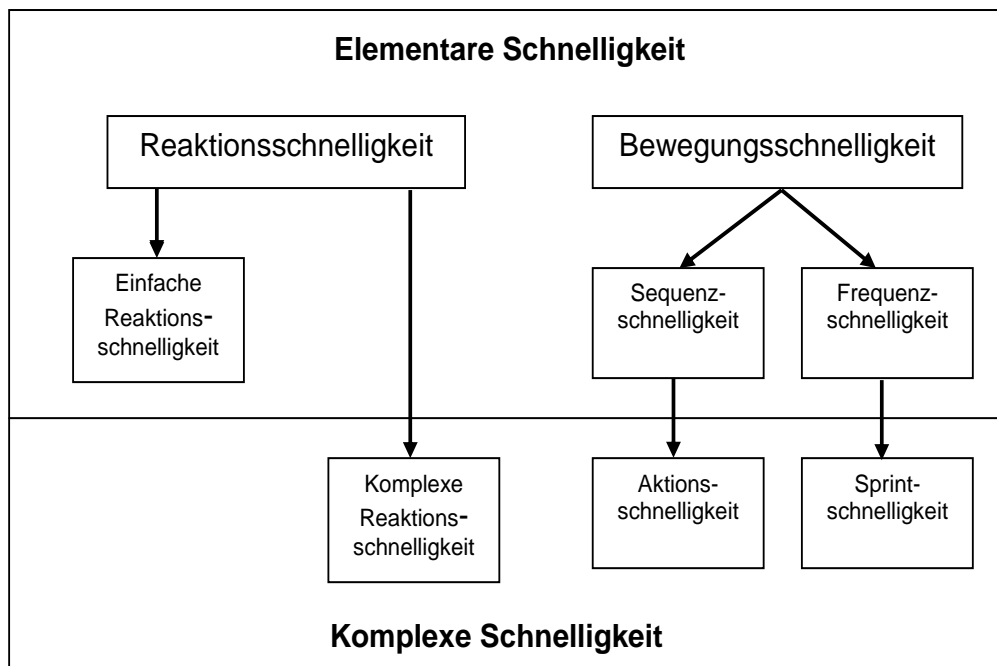 Elementare Schnelligkeit
Reaktionsschnelligkeit
Bewegungsschnelligkeit
Einfache
Reaktions-
schnelligkeit
Sequenz-
schnelligkeit
Frequenz-
schnelligkeit
Komplexe
Reaktions-
schnelligkeit
Aktions-
schnelligkeit
Sprint-
schnelligkeit
Komplexe Schnelligkeit